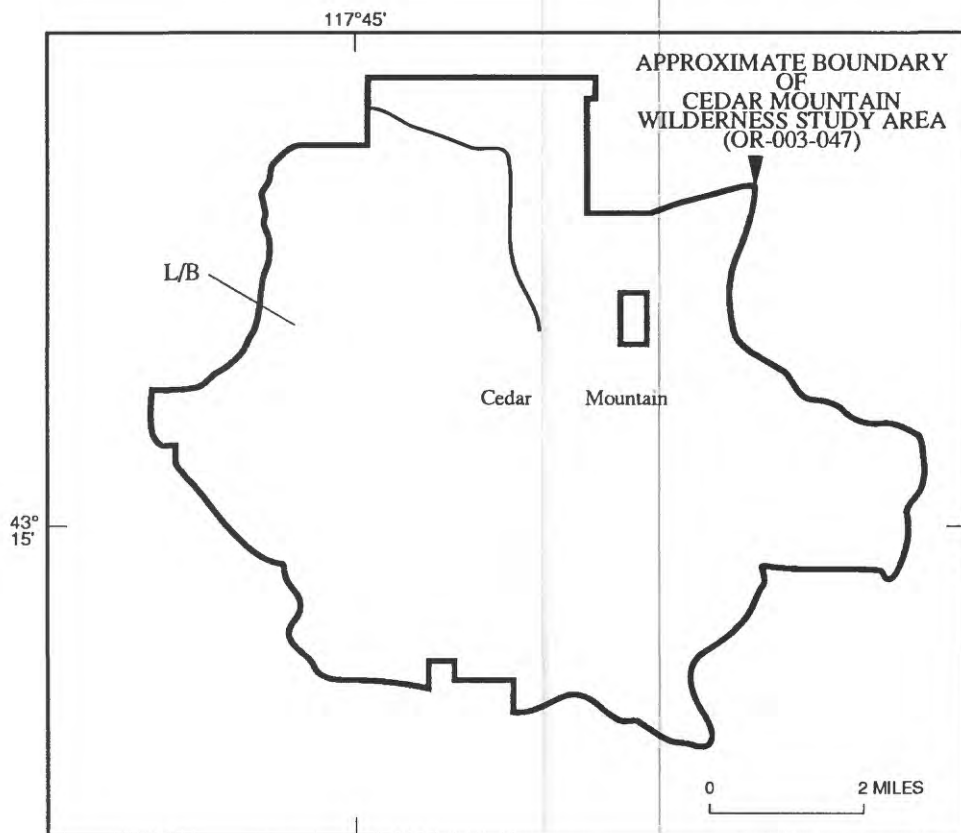 117°45'
APPROXIMATE BOUNDARY
OF
CEDAR MOUNTAIN
WILDERNESS STUDY AREA
(OR-003-047)
L/B
Cedar Mountain
43°
15'
0 2 MILES